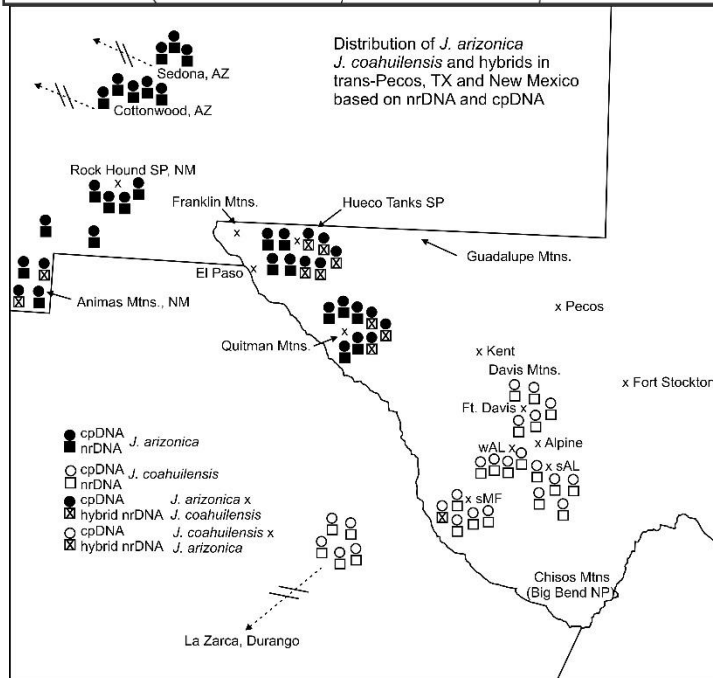 Distribution of J. arizonica
J. coahuilensis and hybrids in
trans-Pecos, TX and New Mexico
based on nrDNA and cpDNA
Sedona, AZ
Cottonwood, AZ
Rock Hound SP, NM
x
Franklin Mtns.
x
Hueco Tanks SP
x
Guadalupe Mtns.
El Paso x
Animas Mtns., NM
x Pecos
Quitman Mtns.
x
x Kent
Davis Mtns.
x Fort Stockton
Ft. Davis x
x Alpine
wAL x
x sAL
x sMF
cpDNA
nrDNA J. arizonica
cpDNA
nrDNA J. coahuilensis
cpDNA J. arizonica x
hybrid nrDNA J. coahuilensis
cpDNA J. coahuilensis x
hybrid nrDNA J. arizonica
Chisos Mtns
(Big Bend NP)
La Zarca, Durango